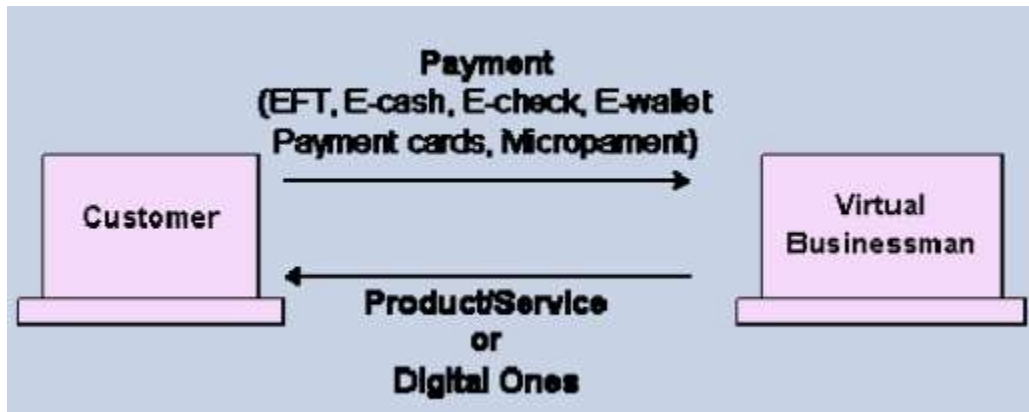 Payment
(EFT, E-cash, E-check, E-wallet
Payment cards, Micropament)
Customer
Virtual
Businessman
Product/Service
or
Digital Ones